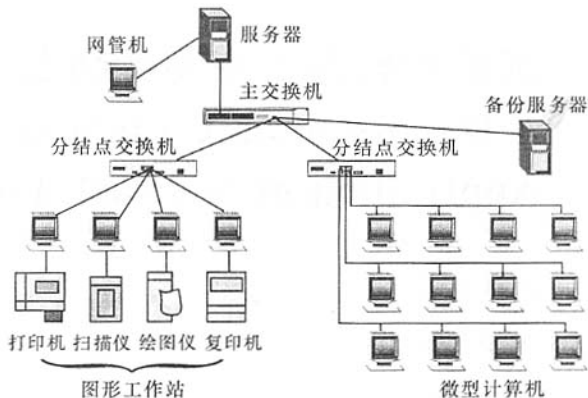 服务器
网管机
主交换机
备份服务器
分结点交换机
分结点交换机
打印机 扫描仪 绘图仪 复印机
图形工作站
微型计算机